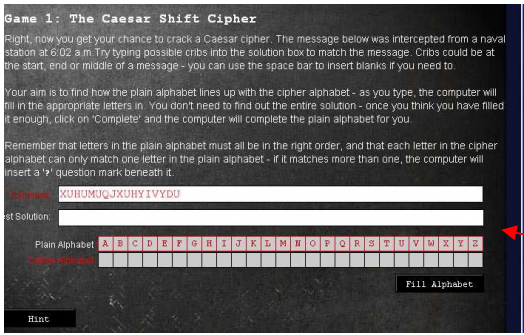 Game 1: The Caesar Shift Cipher
Right, now you get your chance to crack a Caesar cipher. The message below was intercepted from a naval
station at 6:02 a.m.Try typing possible cribs into the solution box to match the message. Cribs could be at
the start, end or middle of a message - you can use the space bar to insert blanks if you need to.
Your aim is to find how the plain alphabet lines up with the cipher alphabet - as you type, the computer will
fill in the appropriate letters in. You don't need to find out the entire solution - once you think you have filled
it enough, click on 'Complete' and the computer will complete the plain alphabet for you.
Remember that letters in the plain alphabet must all be in the right order, and that each letter in the cipher
alphabet can only match one letter in the plain alphabet - if it matches more than one, the computer will
insert a '?' question mark beneath it.
XUHUMUQJXUHYIVYDU
est Solution:
Plain Alphabet A B C D E F G H I J K L M N O P Q R S T U V W X Y Z
Cipher Alphabet
Fill Alphabet
Hint